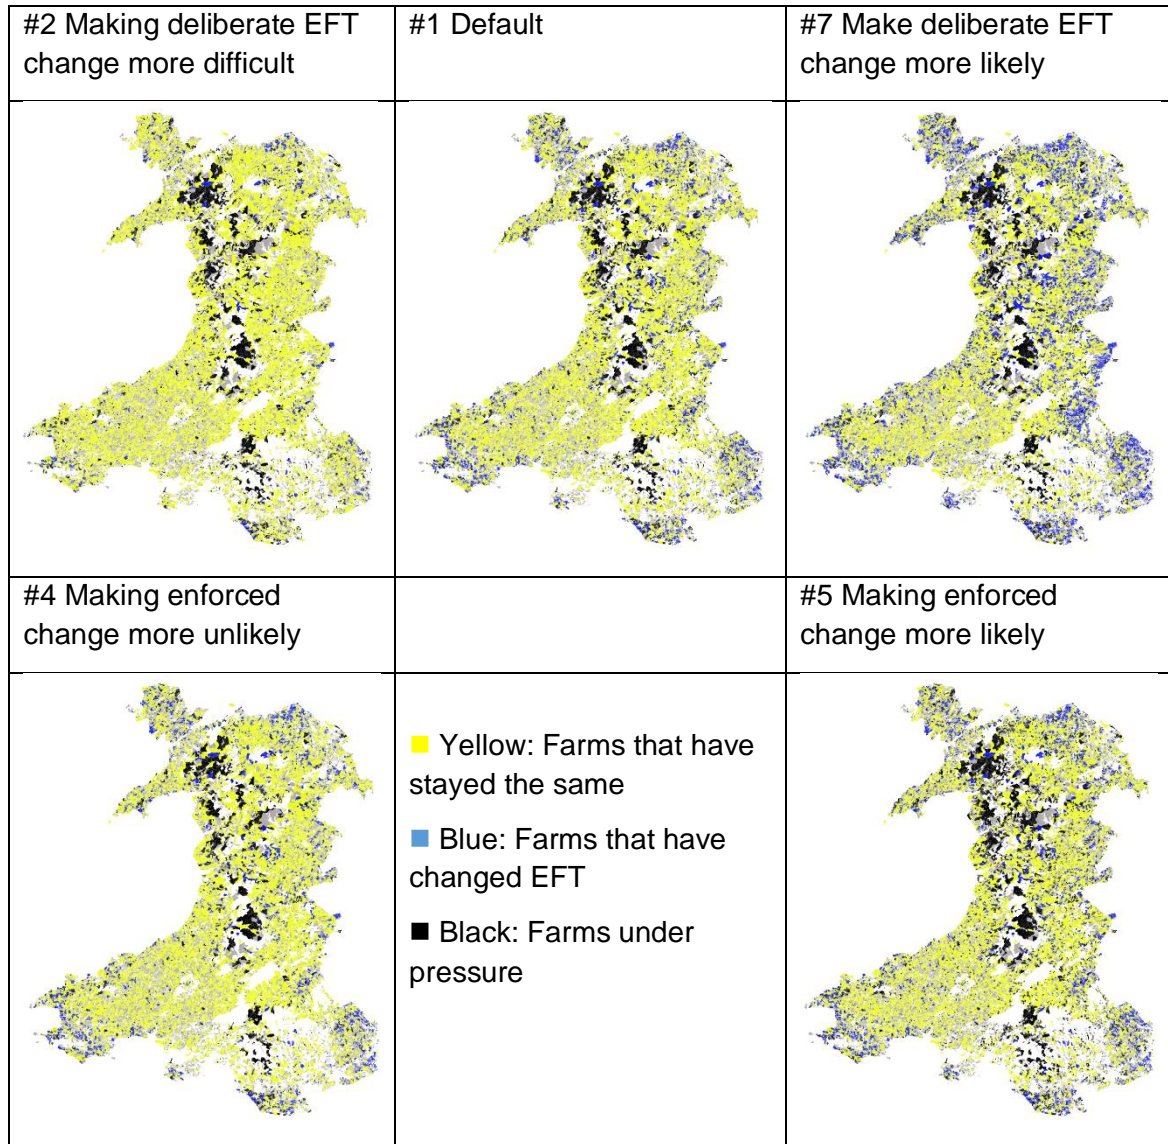 #2 Making deliberate EFT
change more difficult
#1 Default
#7 Make deliberate EFT
change more likely
#4 Making enforced
change more unlikely
#5 Making enforced
change more likely
Yellow: Farms that have
stayed the same
Blue: Farms that have
changed EFT
Black: Farms under
pressure